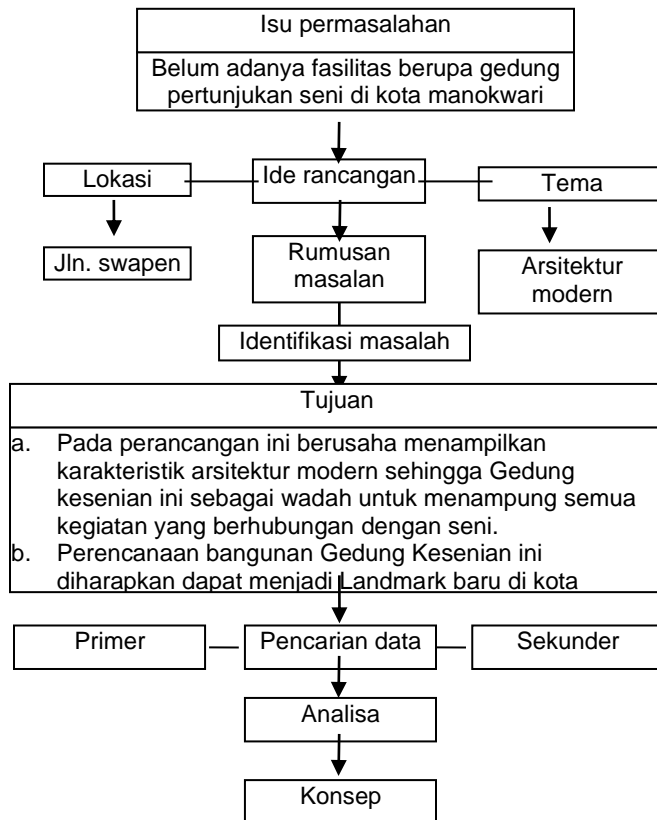 Isu permasalahan
Belum adanya fasilitas berupa gedung
pertunjukan seni di kota manokwari
Lokasi
Ide rancangan
Tema
Jln. swapen
Rumusan
masalan
Arsitektur
modern
Identifikasi masalah
Tujuan
a. Pada perancangan ini berusaha menampilkan
karakteristik arsitektur modern sehingga Gedung
kesenian ini sebagai wadah untuk menampung semua
kegiatan yang berhubungan dengan seni.
b. Perencanaan bangunan Gedung Kesenian ini
diharapkan dapat menjadi Landmark baru di kota
Primer
Pencarian data
Sekunder
Analisa
Konsep